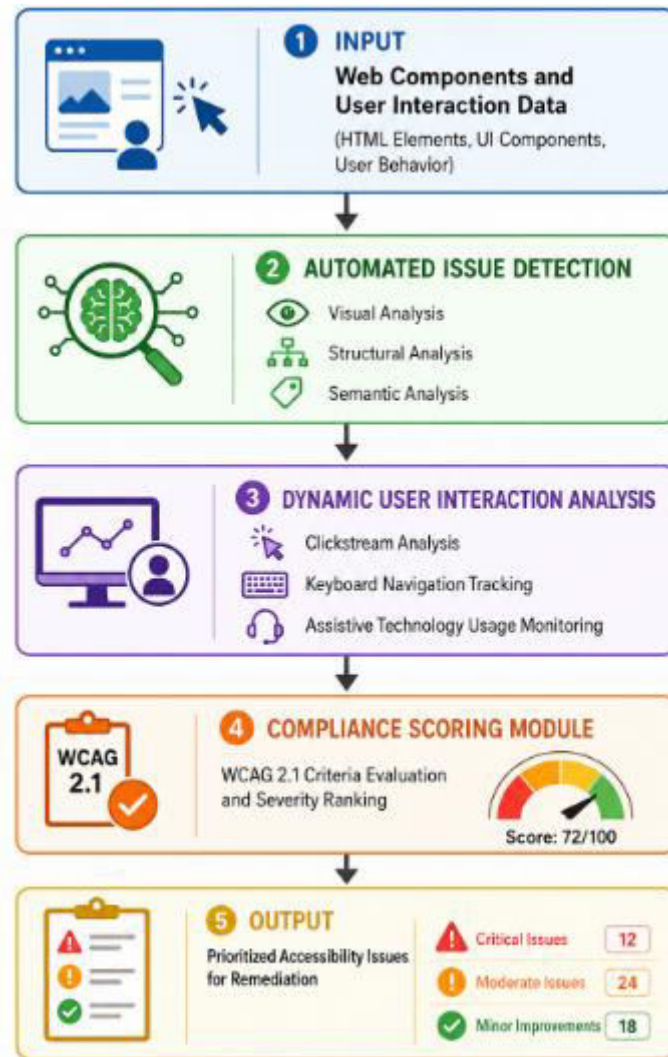 1 INPUT
Web Components and
User Interaction Data
(HTML Elements, UI Components,
User Behavior)
2 AUTOMATED ISSUE DETECTION
Visual Analysis
Structural Analysis
Semantic Analysis
3 DYNAMIC USER INTERACTION ANALYSIS
Clickstream Analysis
Keyboard Navigation Tracking
Assistive Technology Usage Monitoring
WCAG
2.1
4 COMPLIANCE SCORING MODULE
WCAG 2.1 Criteria Evaluation
and Severity Ranking
Score: 72/100
5 OUTPUT
Prioritized Accessibility Issues
for Remediation
Critical Issues 12
Moderate Issues 24
Minor Improvements 18